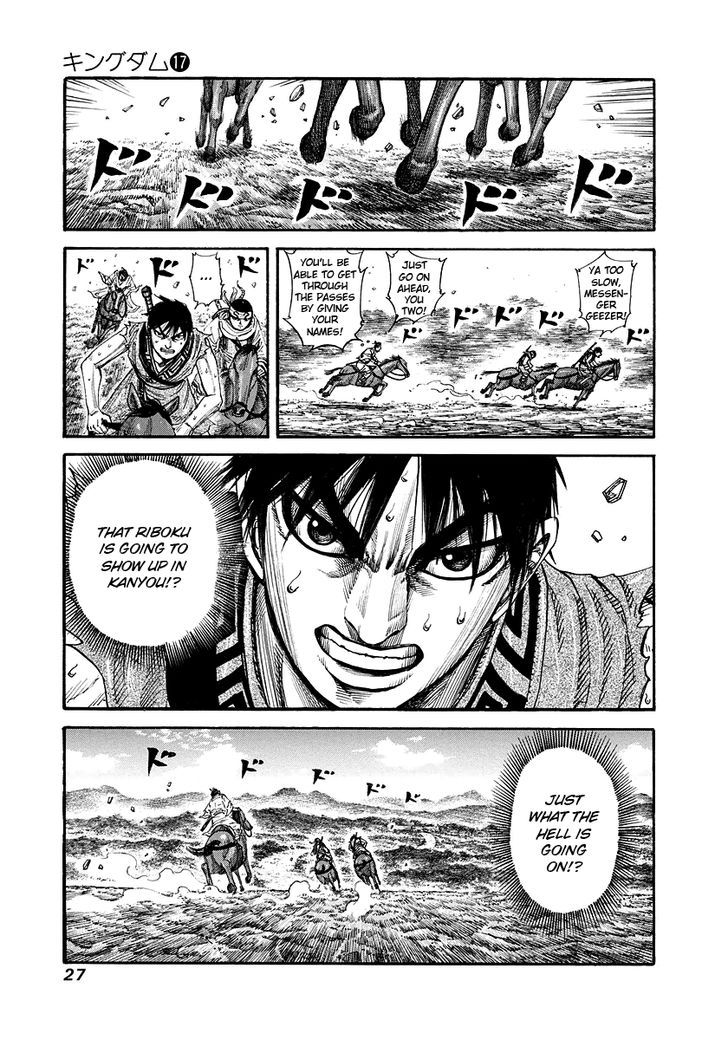 キングダム⓱
ド
ド
ド
ド
ド
YA TOO
SLOW,
MESSEN-
GER
GEEZER!
JUST
GO ON
AHEAD,
YOU
TWO!
YOU'LL
BE ABLE
TO GET
THROUGH
THE PASSES
BY GIVING
YOUR
NAMES!
ド
ド
ド
ド
ド
...
ド
ド
ド
THAT RIBOKU
IS GOING TO
SHOW UP IN
KANYOU!?
JUST
WHAT THE
HELL IS
GOING
ON!?
ド
ド
ド
ド
ド
27